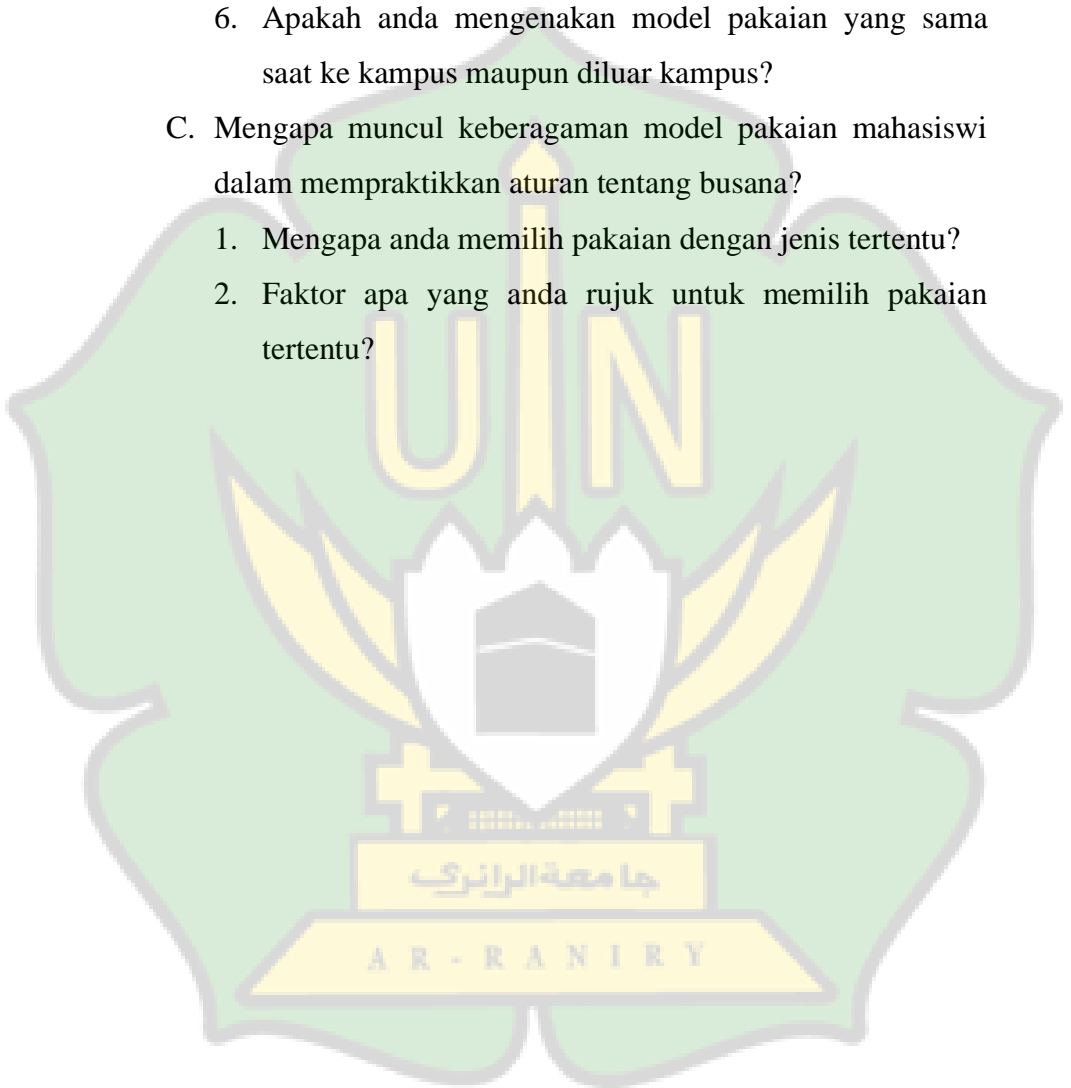 6. Apakah anda mengenakan model pakaian yang sama
saat ke kampus maupun diluar kampus?
C. Mengapa muncul keberagaman model pakaian mahasiswi
dalam mempraktikkan aturan tentang busana?
1. Mengapa anda memilih pakaian dengan jenis tertentu?
2. Faktor apa yang anda rujuk untuk memilih pakaian
tertentu?
UIN
جامعة الرانري
AR-RANIRY